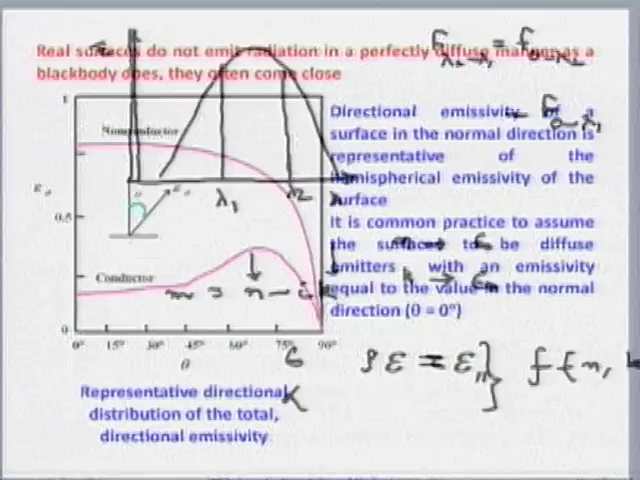 Real surfaces do not emit radiation in a perfectly diffuse manner as a
blackbody does, they often come close
1
Nonconductor
0.5
Conductor
0
0 15° 30° 45° 60° 75° 90°
θ
Representative directional
distribution of the total,
directional emissivity
Directional emissivity of a
surface in the normal direction is
representative of the
hemispherical emissivity of the
surface
It is common practice to assume
the surfaces to be diffuse
emitters with an emissivity
equal to the value in the normal
direction (θ = 0°)
λ1
λ2
λ
m = n - ik
ε = εn
f {n,